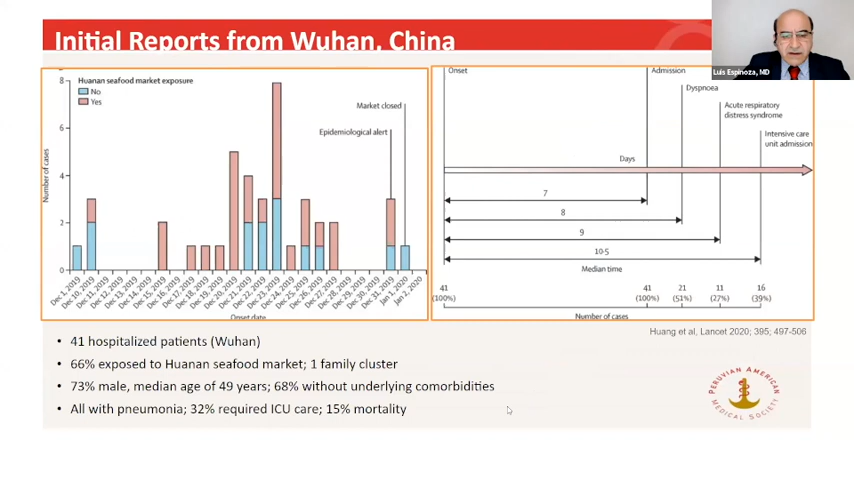 Initial Reports from Wuhan, China
Luis Espinoza, MD
Huanan seafood market exposure
No
Yes
Market closed
Epidemiological alert
Number of cases
8
6
4
2
0
Dec 1, 2019
Dec 10, 2019
Dec 11, 2019
Dec 12, 2019
Dec 13, 2019
Dec 14, 2019
Dec 15, 2019
Dec 16, 2019
Dec 17, 2019
Dec 18, 2019
Dec 19, 2019
Dec 20, 2019
Dec 21, 2019
Dec 22, 2019
Dec 23, 2019
Dec 24, 2019
Dec 25, 2019
Dec 26, 2019
Dec 27, 2019
Dec 28, 2019
Dec 29, 2019
Dec 30, 2019
Dec 31, 2019
Jan 1, 2020
Jan 2, 2020
Onset date
Onset
Admission
Dyspnoea
Acute respiratory
distress syndrome
Intensive care
unit admission
Days
7
8
9
10·5
Median time
41 41 21 11 16
(100%) (100%) (51%) (27%) (39%)
Number of cases
Huang et al, Lancet 2020; 395; 497-506
• 41 hospitalized patients (Wuhan)
• 66% exposed to Huanan seafood market; 1 family cluster
• 73% male, median age of 49 years; 68% without underlying comorbidities
• All with pneumonia; 32% required ICU care; 15% mortality
PERUVIAN AMERICAN
MEDICAL SOCIETY